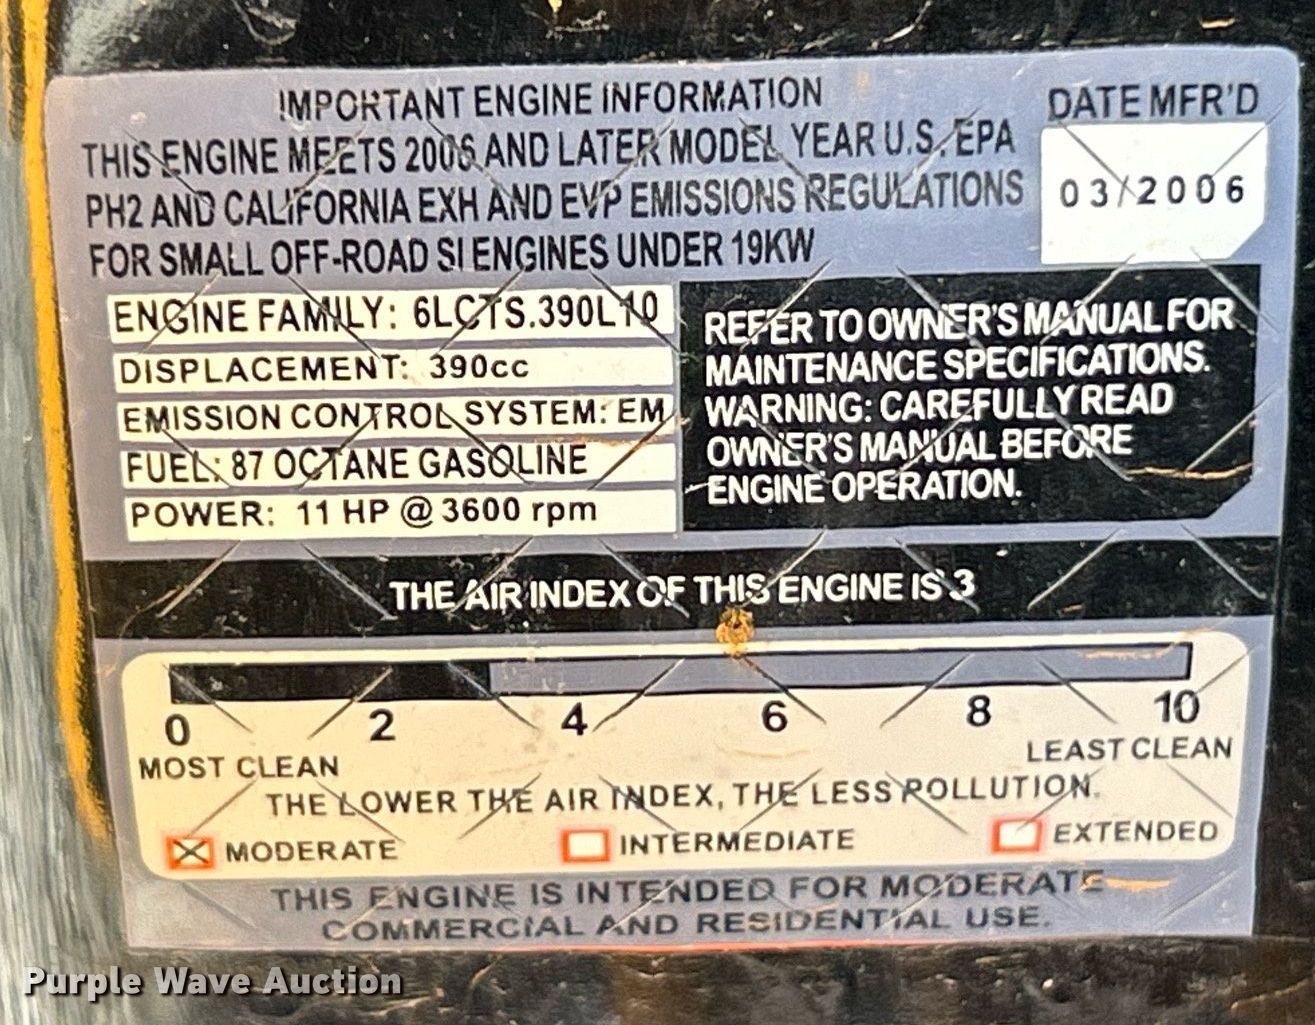 IMPORTANT ENGINE INFORMATION
DATE MFR'D
THIS ENGINE MEETS 2006 AND LATER MODEL YEAR U.S. EPA
PH2 AND CALIFORNIA EXH AND EVP EMISSIONS REGULATIONS
FOR SMALL OFF-ROAD SI ENGINES UNDER 19KW
03/2006
ENGINE FAMILY: 6LCTS.390L10
DISPLACEMENT: 390cc
EMISSION CONTROL SYSTEM: EM
FUEL: 87 OCTANE GASOLINE
POWER: 11 HP @ 3600 rpm
REFER TO OWNER'S MANUAL FOR
MAINTENANCE SPECIFICATIONS.
WARNING: CAREFULLY READ
OWNER'S MANUAL BEFORE
ENGINE OPERATION.
THE AIR INDEX OF THIS ENGINE IS 3
0 2 4 6 8 10
MOST CLEAN LEAST CLEAN
THE LOWER THE AIR INDEX, THE LESS POLLUTION.
MODERATE INTERMEDIATE EXTENDED
THIS ENGINE IS INTENDED FOR MODERATE
COMMERCIAL AND RESIDENTIAL USE.
Purple Wave Auction